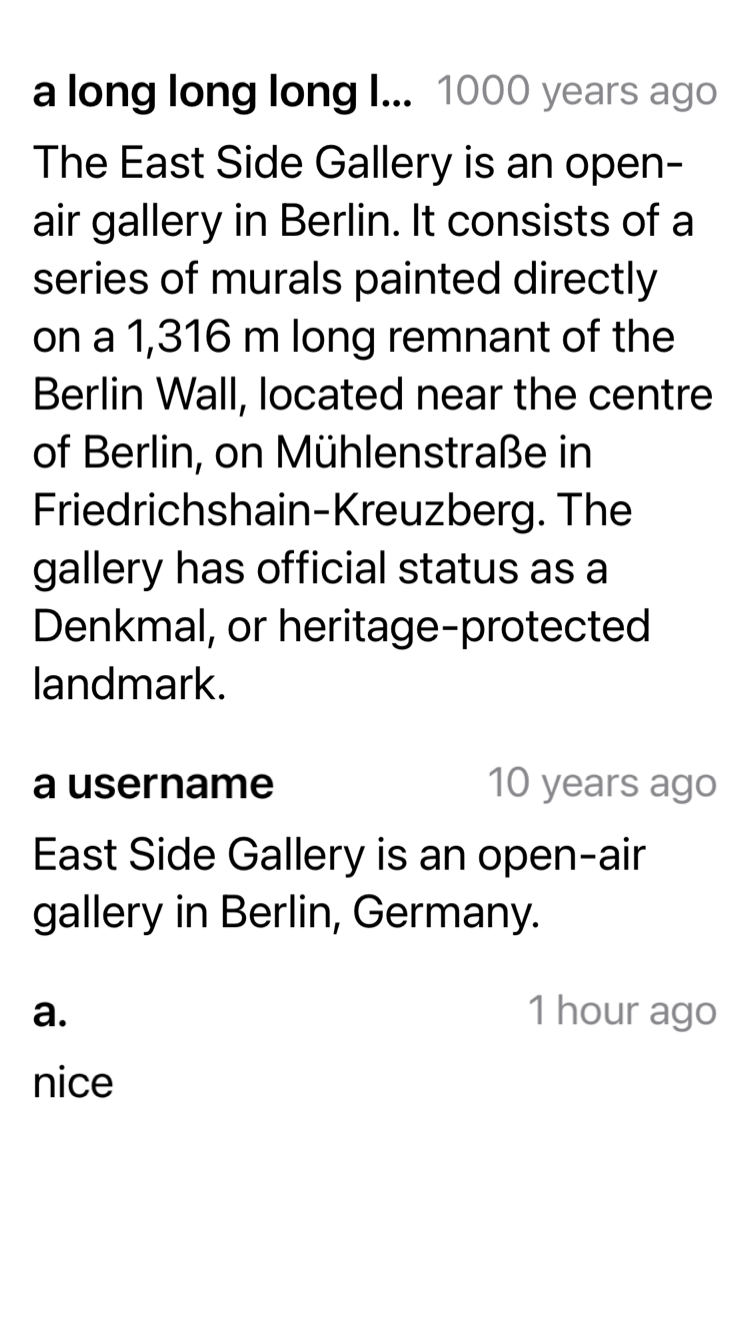 a long long long l... 1000 years ago
The East Side Gallery is an open-
air gallery in Berlin. It consists of a
series of murals painted directly
on a 1,316 m long remnant of the
Berlin Wall, located near the centre
of Berlin, on Mühlenstraße in
Friedrichshain-Kreuzberg. The
gallery has official status as a
Denkmal, or heritage-protected
landmark.
a username 10 years ago
East Side Gallery is an open-air
gallery in Berlin, Germany.
a. 1 hour ago
nice